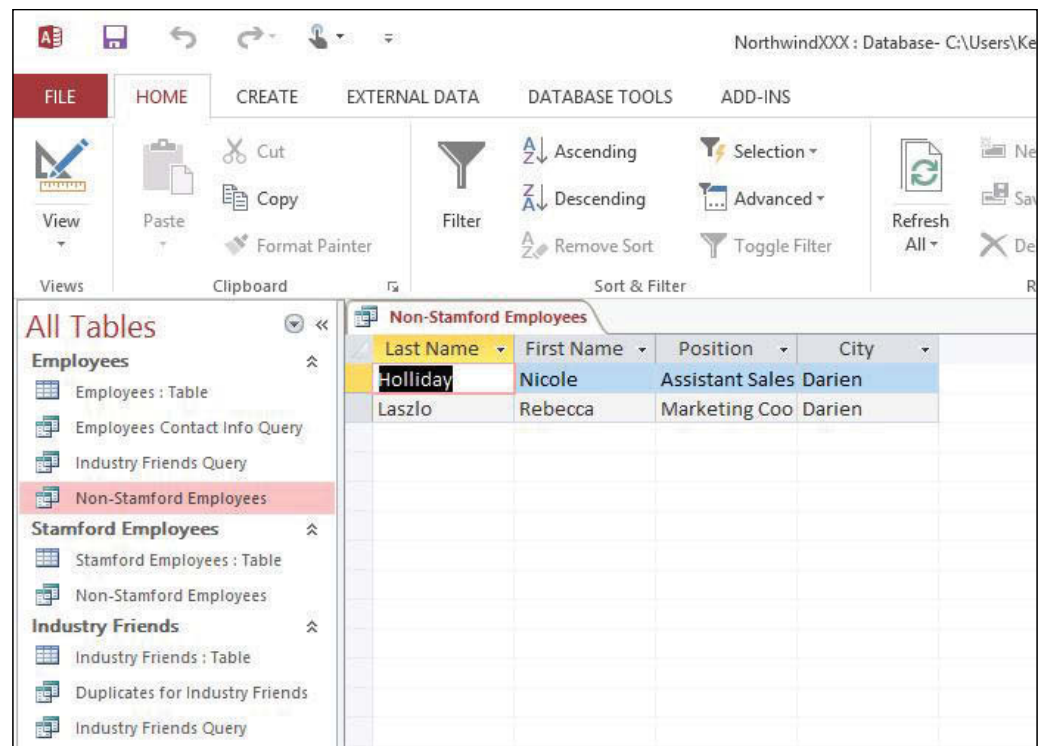 NorthwindXXX : Database- C:\Users\Ke
FILE HOME CREATE EXTERNAL DATA DATABASE TOOLS ADD-INS
View
Views
Paste
Cut
Copy
Format Painter
Clipboard
Filter
Ascending
Descending
Remove Sort
Selection
Advanced
Toggle Filter
Sort & Filter
Refresh
All
Ne
Sav
De
R
All Tables
Employees
Employees : Table
Employees Contact Info Query
Industry Friends Query
Non-Stamford Employees
Stamford Employees
Stamford Employees : Table
Non-Stamford Employees
Industry Friends
Industry Friends : Table
Duplicates for Industry Friends
Industry Friends Query
Non-Stamford Employees
Last Name First Name Position City
Holliday Nicole Assistant Sales Darien
Laszlo Rebecca Marketing Coo Darien